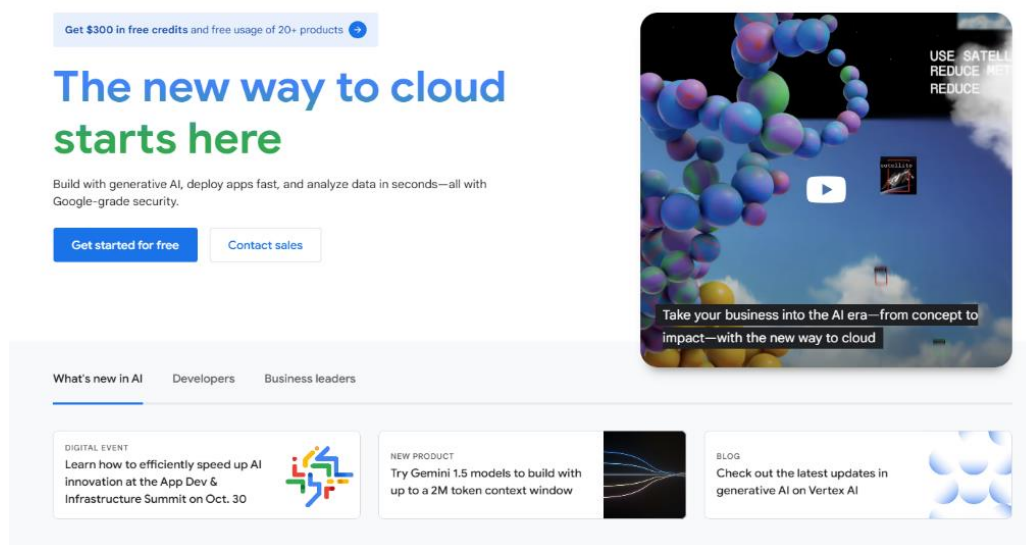 Get $300 in free credits and free usage of 20+ products
The new way to cloud
starts here
Build with generative AI, deploy apps fast, and analyze data in seconds—all with
Google-grade security.
Get started for free
Contact sales
USE SATELL
REDUCE MET
REDUCE
satellite
Take your business into the AI era—from concept to
impact—with the new way to cloud
What's new in AI
Developers
Business leaders
DIGITAL EVENT
Learn how to efficiently speed up AI
innovation at the App Dev &
Infrastructure Summit on Oct. 30
NEW PRODUCT
Try Gemini 1.5 models to build with
up to a 2M token context window
BLOG
Check out the latest updates in
generative AI on Vertex AI